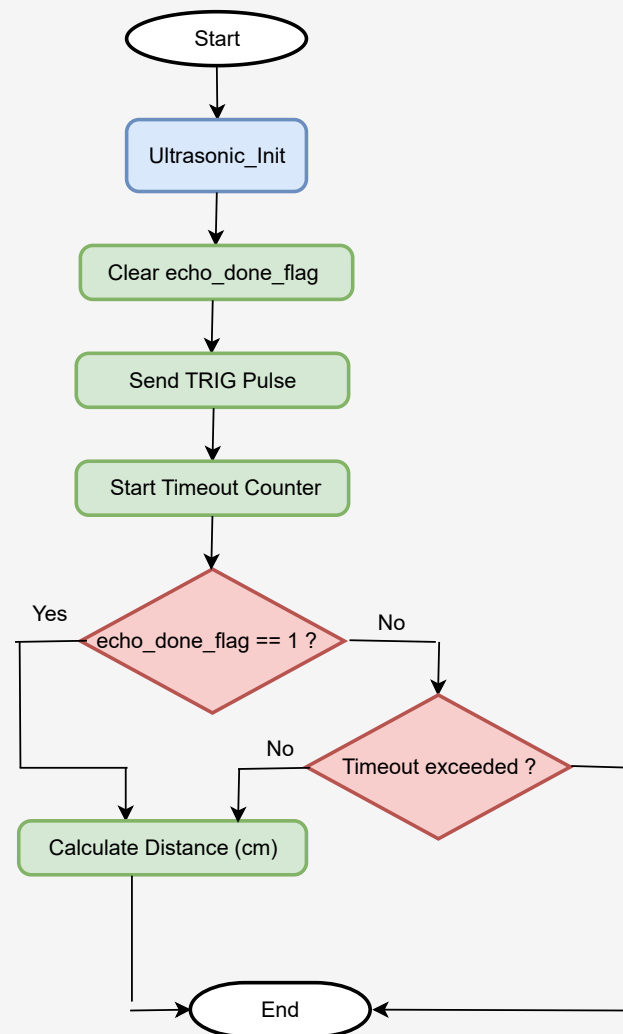 Start
Ultrasonic_Init
Clear echo_done_flag
Send TRIG Pulse
Start Timeout Counter
Yes
echo_done_flag == 1 ?
No
No
Timeout exceeded ?
Calculate Distance (cm)
End